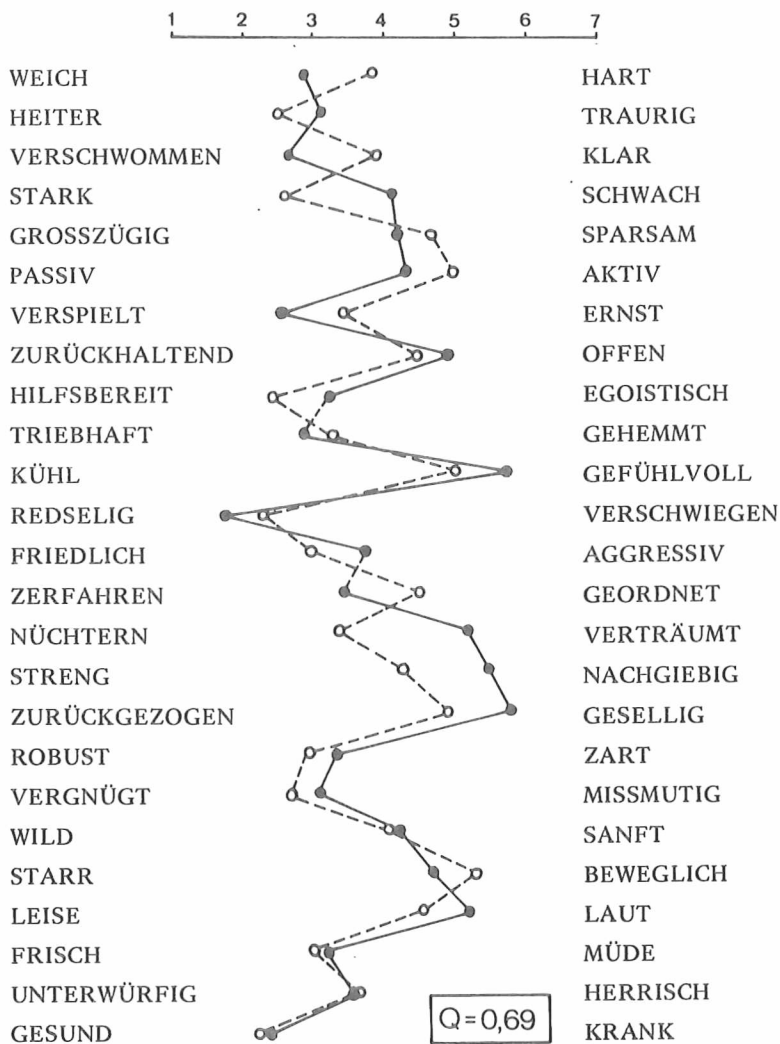 1 2 3 4 5 6 7
WEICH HART
HEITER TRAURIG
VERSCHWOMMEN KLAR
STARK SCHWACH
GROSSZÜGIG SPARSAM
PASSIV AKTIV
VERSPIELT ERNST
ZURÜCKHALTEND OFFEN
HILFSBEREIT EGOISTISCH
TRIEBHAFT GEHEMMT
KÜHL GEFÜHLVOLL
REDSELIG VERSCHWIEGEN
FRIEDLICH AGGRESSIV
ZERFAHREN GEORDNET
NÜCHTERN VERTRÄUMT
STRENG NACHGIEBIG
ZURÜCKGEZOGEN GESELLIG
ROBUST ZART
VERGNÜGT MISSMUTIG
WILD SANFT
STARR BEWEGLICH
LEISE LAUT
FRISCH MÜDE
UNTERWÜRFIG HERRISCH
GESUND Q=0,69 KRANK